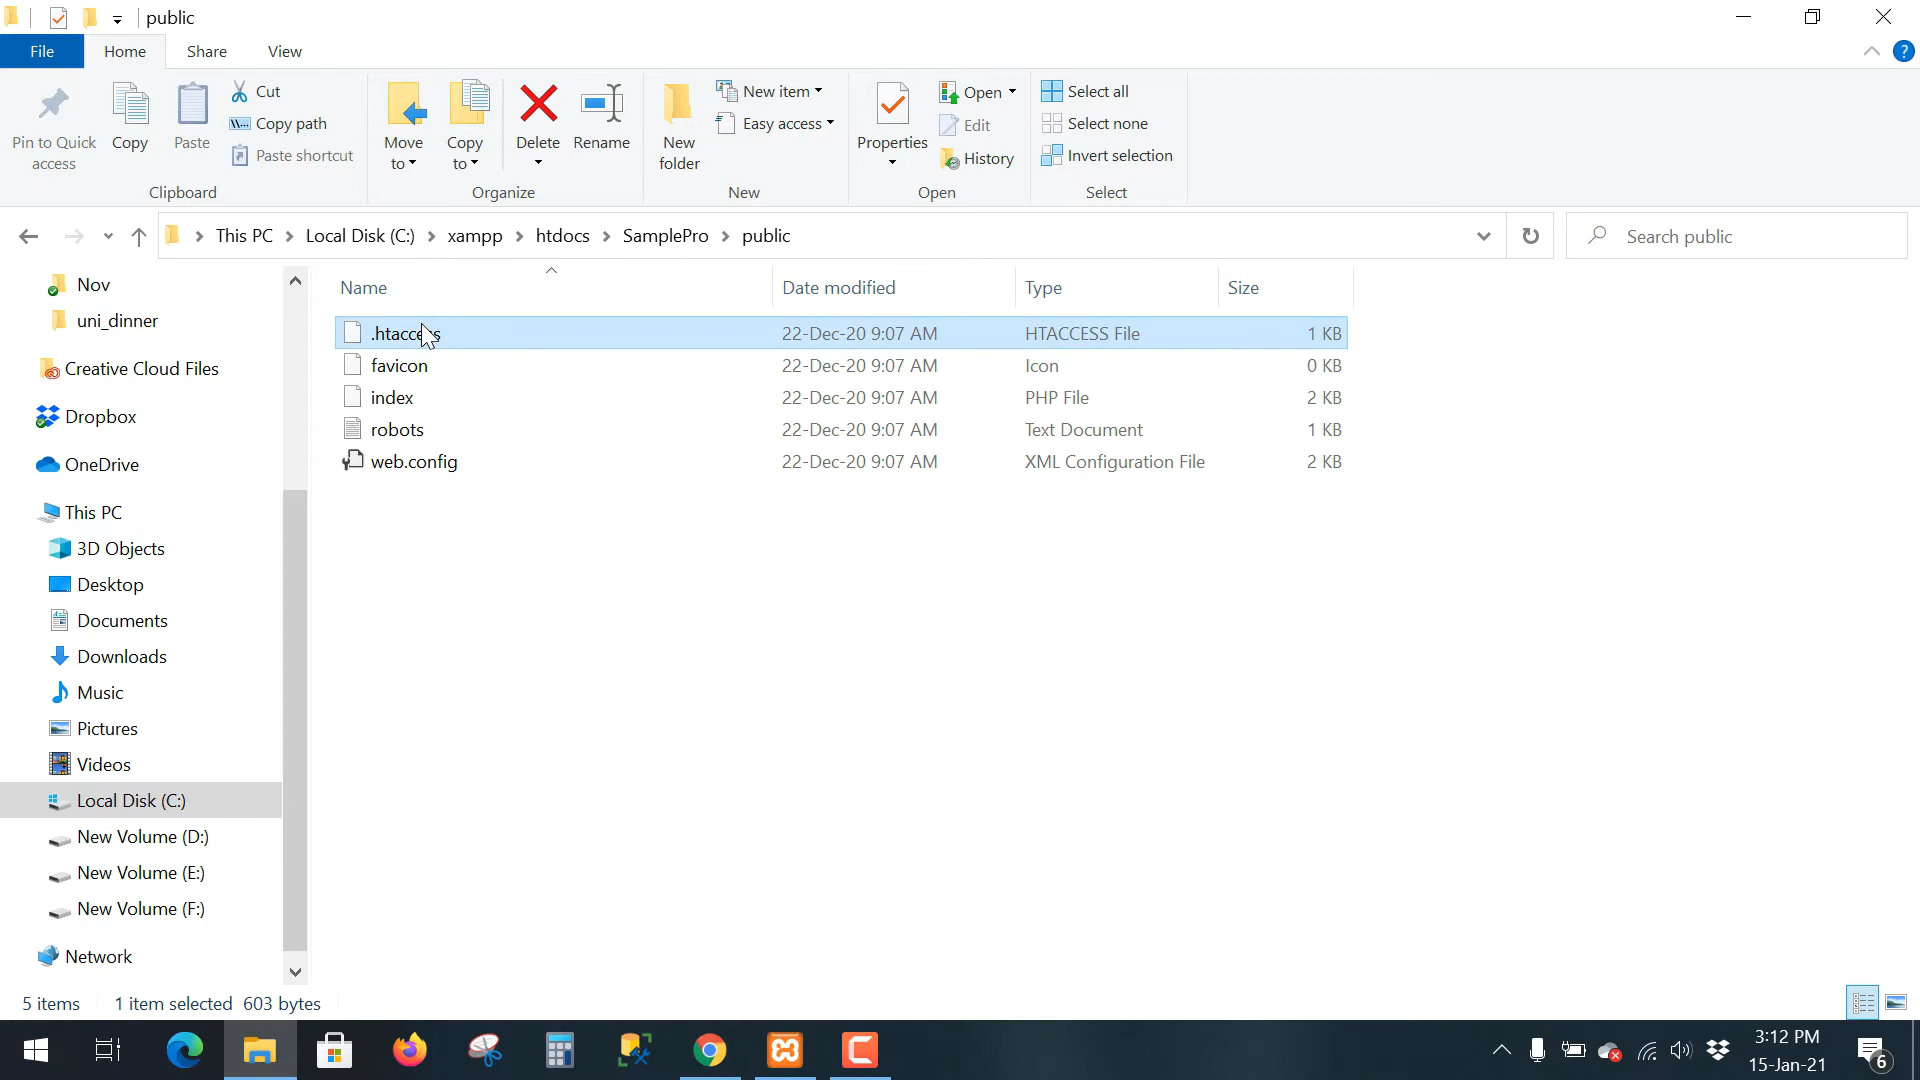 public
File Home Share View
Pin to Quick access
Copy
Paste
Cut
Copy path
Paste shortcut
Clipboard
Move to
Copy to
Delete
Rename
Organize
New folder
New item
Easy access
New
Properties
Open
Edit
History
Open
Select all
Select none
Invert selection
Select
This PC Local Disk (C:) xampp htdocs SamplePro public
Search public
Nov
uni_dinner
Creative Cloud Files
Dropbox
OneDrive
This PC
3D Objects
Desktop
Documents
Downloads
Music
Pictures
Videos
Local Disk (C:)
New Volume (D:)
New Volume (E:)
New Volume (F:)
Network
Name Date modified Type Size
.htaccess 22-Dec-20 9:07 AM HTACCESS File 1 KB
favicon 22-Dec-20 9:07 AM Icon 0 KB
index 22-Dec-20 9:07 AM PHP File 2 KB
robots 22-Dec-20 9:07 AM Text Document 1 KB
web.config 22-Dec-20 9:07 AM XML Configuration File 2 KB
5 items 1 item selected 603 bytes
3:12 PM
15-Jan-21
6